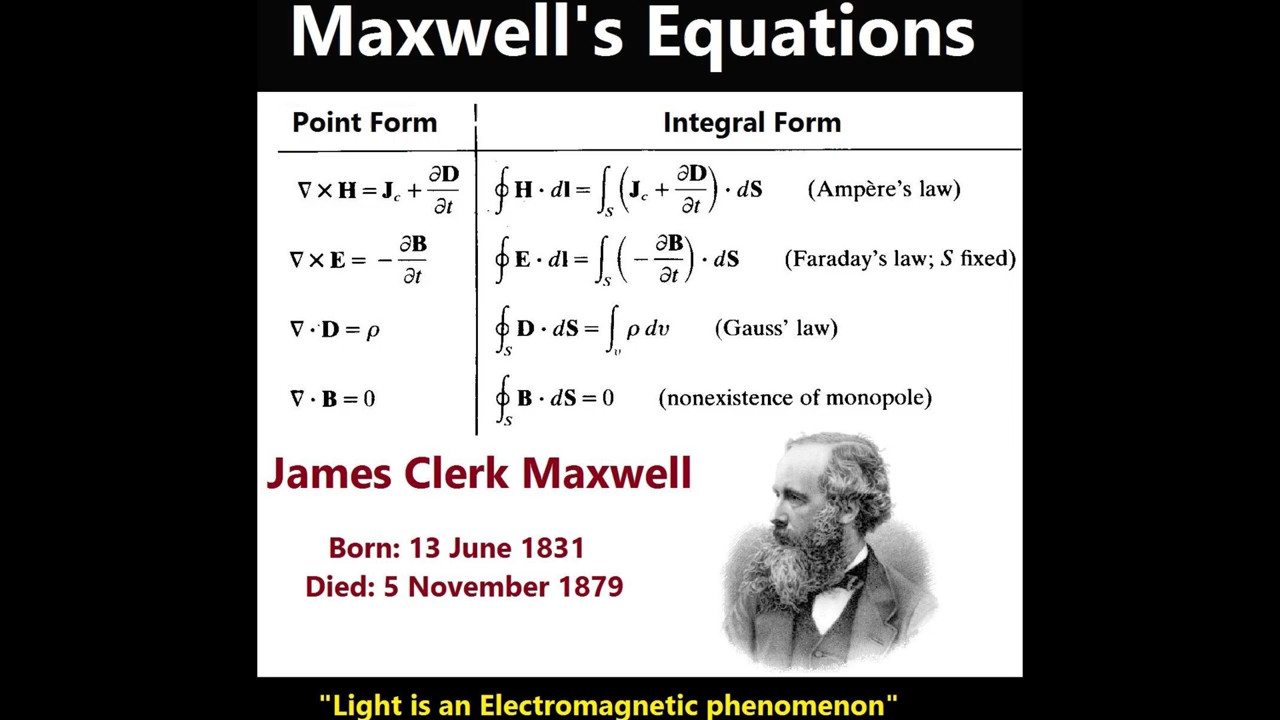 Maxwell's Equations
Point Form Integral Form
∇ × H = J_c + ∂D/∂t ∮ H · dl = ∫_S (J_c + ∂D/∂t) · dS (Ampère's law)
∇ × E = − ∂B/∂t ∮ E · dl = ∫_S (− ∂B/∂t) · dS (Faraday's law; S fixed)
∇ · D = ρ ∮_S D · dS = ∫_v ρ dv (Gauss' law)
∇ · B = 0 ∮_S B · dS = 0 (nonexistence of monopole)
James Clerk Maxwell
Born: 13 June 1831
Died: 5 November 1879
"Light is an Electromagnetic phenomenon"